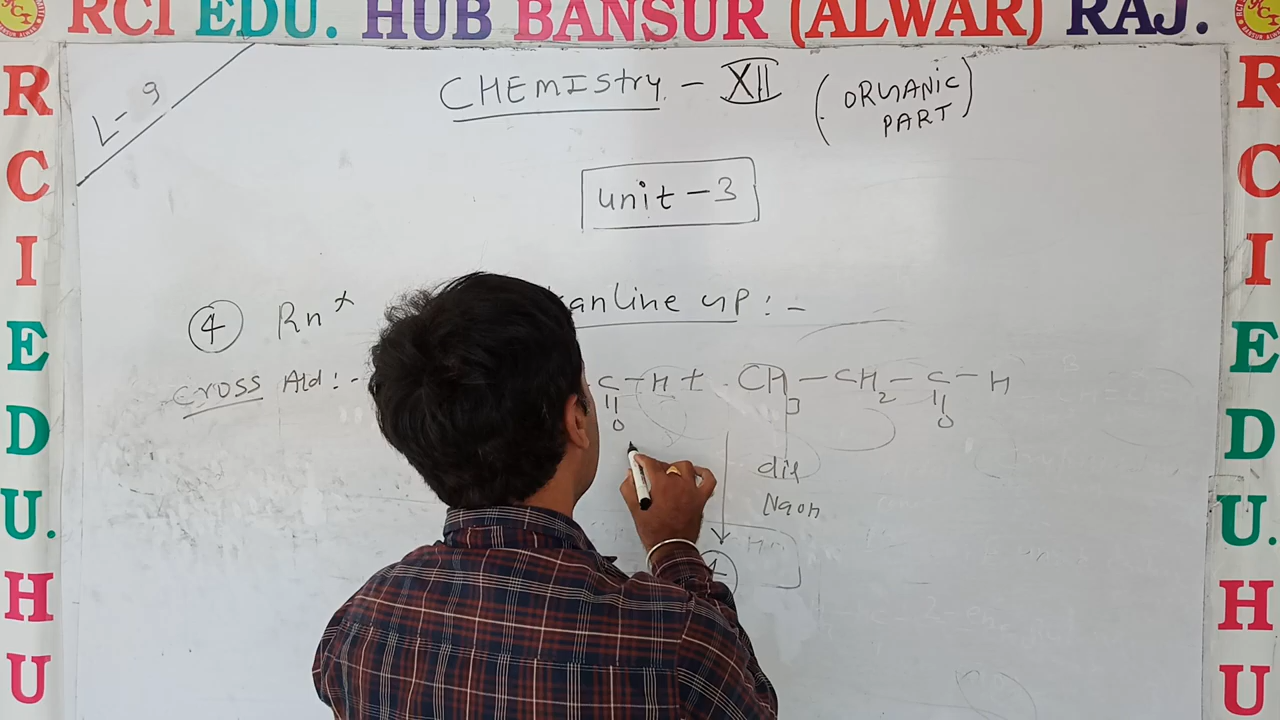 RCI EDU. HUB BANSUR (ALWAR) RAJ.
R C I E D U. H U
R C I E D U. H U
L-9
CHEMIStry - XII (ORGANIC PART)
unit - 3
④ Rnˣ line up :-
CROSS Ald :- C - H + CH₃ - CH₂ - C - H
O O
dil
NaOH